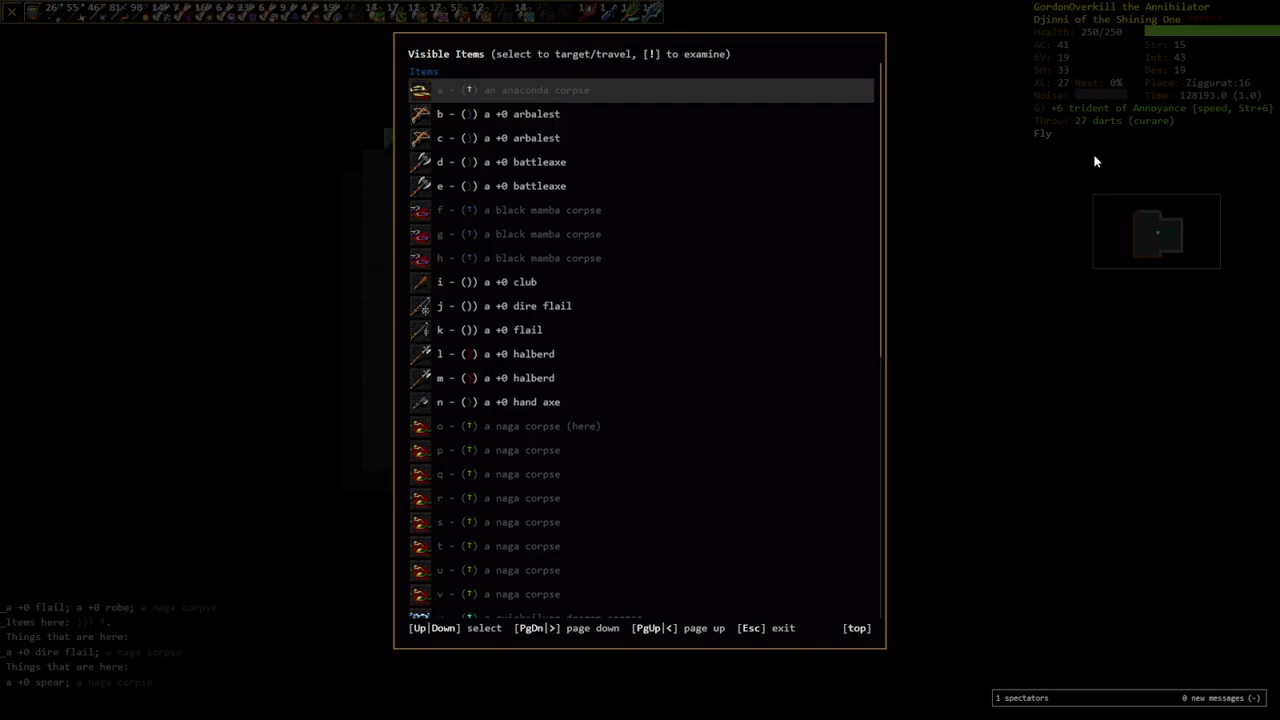 26 55 46 81 98
GordonOverkill the Annihilator
Djinni of the Shining One
Health: 250/250
AC: 41 Str: 15
EV: 19 Int: 43
SH: 33 Dex: 19
XL: 27 Next: 0% Place: Ziggurat:16
Noise: Time: 128193.0 (1.0)
G) +6 trident of Annoyance {speed, Str+6}
Throw: 27 darts (curare)
Fly
Visible Items (select to target/travel, [!] to examine)
Items
a - (†) an anaconda corpse
b - ()) a +0 arbalest
c - ()) a +0 arbalest
d - ()) a +0 battleaxe
e - ()) a +0 battleaxe
f - (†) a black mamba corpse
g - (†) a black mamba corpse
h - (†) a black mamba corpse
i - ()) a +0 club
j - ()) a +0 dire flail
k - ()) a +0 flail
l - ()) a +0 halberd
m - ()) a +0 halberd
n - ()) a +0 hand axe
o - (†) a naga corpse (here)
p - (†) a naga corpse
q - (†) a naga corpse
r - (†) a naga corpse
s - (†) a naga corpse
t - (†) a naga corpse
u - (†) a naga corpse
v - (†) a naga corpse
[Up|Down] select [PgDn|>] page down [PgUp|<] page up [Esc] exit [top]
_a +0 flail; a +0 robe; a naga corpse
_Items here: ))) †.
Things that are here:
_a +0 dire flail; a naga corpse
Things that are here:
a +0 spear; a naga corpse
1 spectators 0 new messages (-)